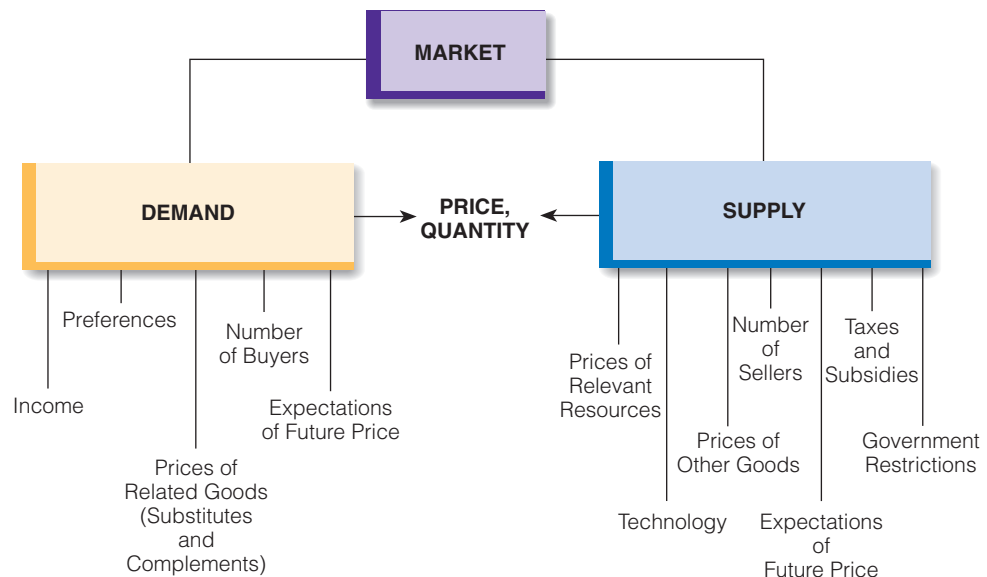 MARKET
DEMAND
PRICE,
QUANTITY
SUPPLY
Income
Preferences
Prices of
Related Goods
(Substitutes
and
Complements)
Number
of Buyers
Expectations
of Future Price
Prices of
Relevant
Resources
Technology
Prices of
Other Goods
Number
of
Sellers
Expectations
of
Future Price
Taxes
and
Subsidies
Government
Restrictions